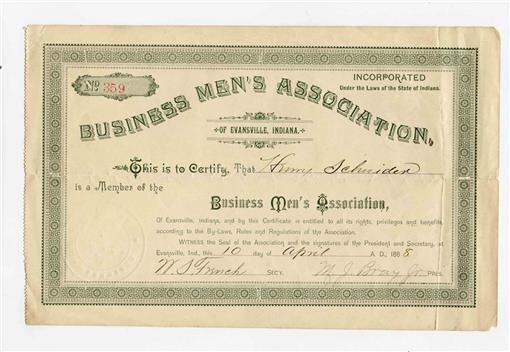 No 359
INCORPORATED
Under the Laws of the State of Indiana.
BUSINESS MEN'S ASSOCIATION,
OF EVANSVILLE, INDIANA.
This is to Certify, That Henry Schnider
is a Member of the
Business Men's Association,
Of Evansville, Indiana, and by this Certificate is entitled to all its rights, privileges and benefits,
according to the By-Laws, Rules and Regulations of the Association.
WITNESS the Seal of the Association and the signatures of the President and Secretary, at
Evansville, Ind., this 10 day of April A. D., 1888
W. S. French SECY. M. J. Bray Jr PRES.